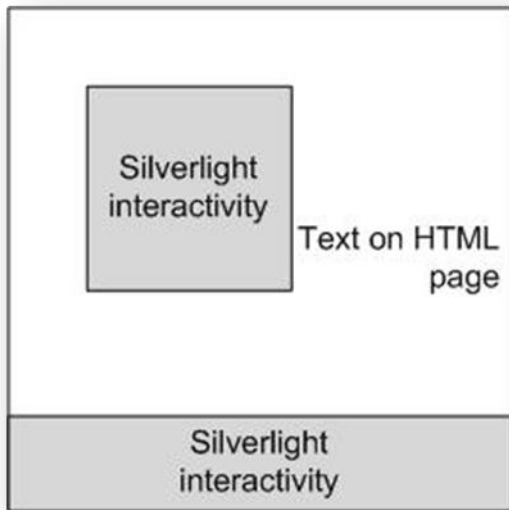 Silverlight
interactivity
Text on HTML
page
Silverlight
interactivity